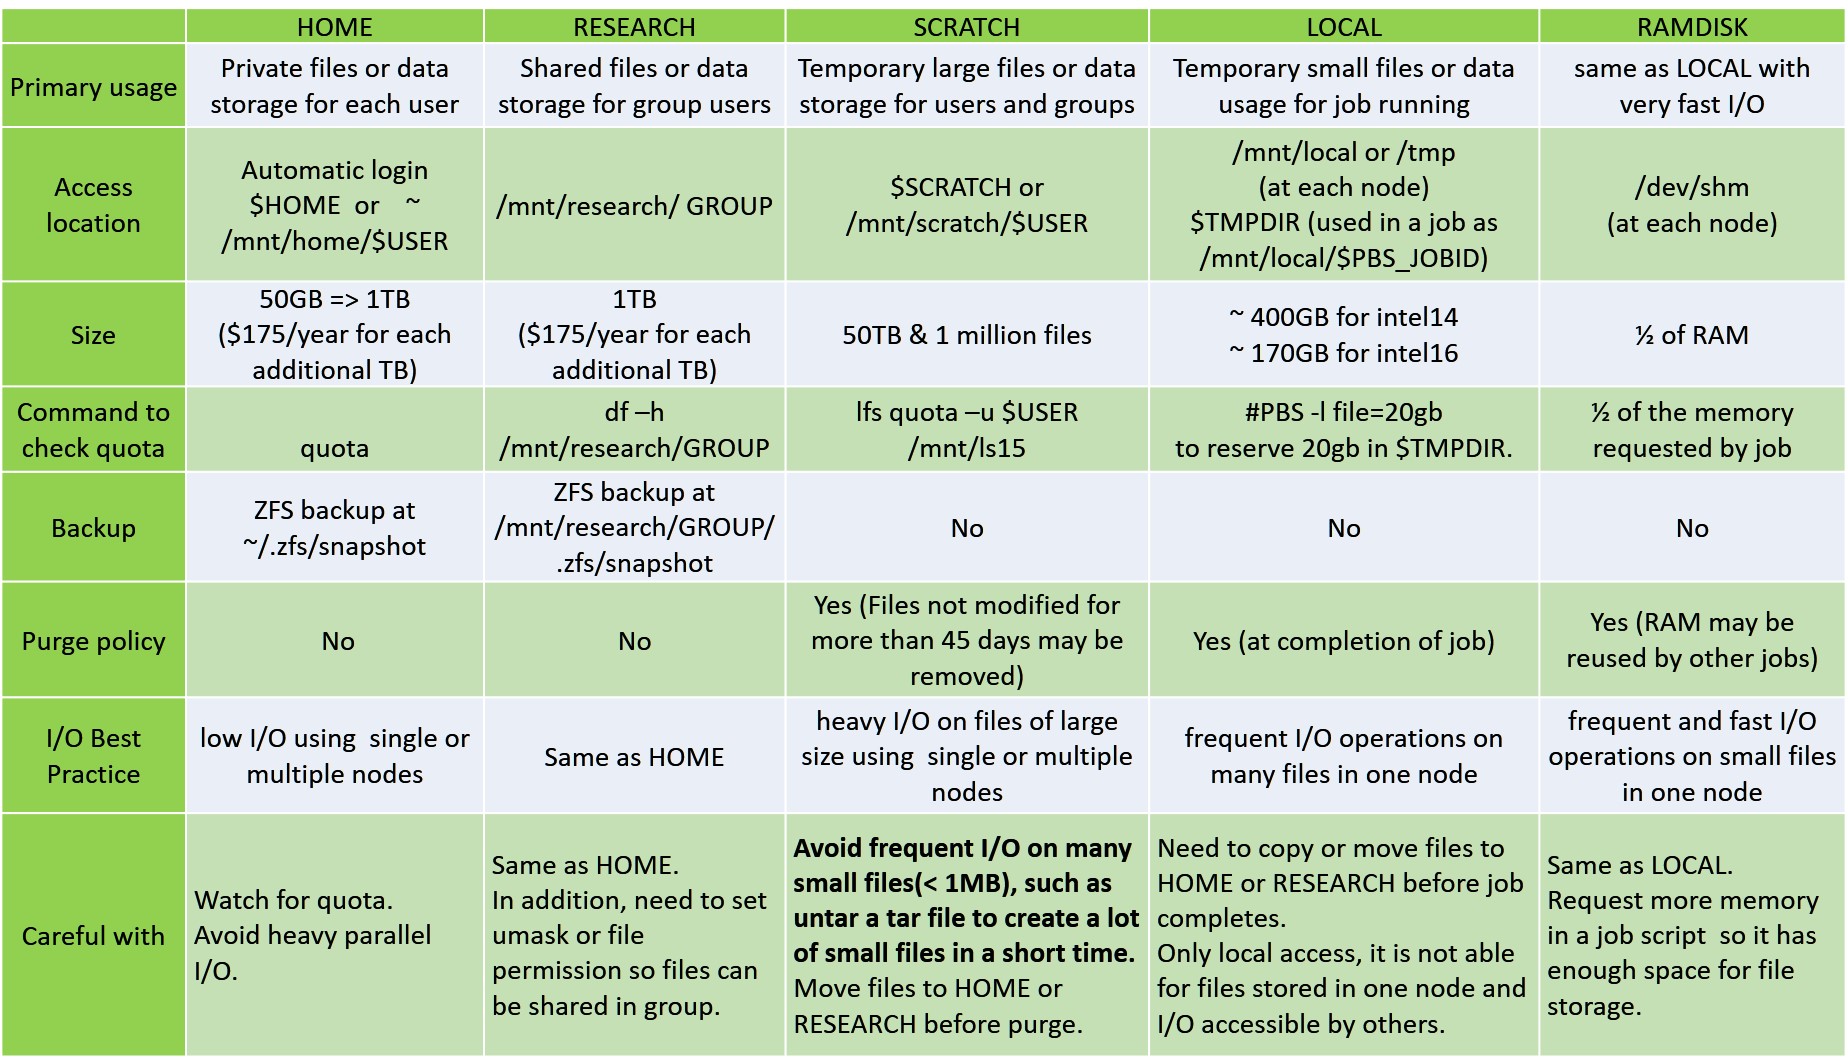 HOME
RESEARCH
SCRATCH
LOCAL
RAMDISK
Primary usage
Private files or data
storage for each user
Shared files or data
storage for group users
Temporary large files or data
storage for users and groups
Temporary small files or data
usage for job running
same as LOCAL with
very fast I/O
Access
location
Automatic login
$HOME  or   ~
/mnt/home/$USER
/mnt/research/ GROUP
$SCRATCH or
/mnt/scratch/$USER
/mnt/local or /tmp
(at each node)
$TMPDIR (used in a job as
/mnt/local/$PBS_JOBID)
/dev/shm
(at each node)
Size
50GB => 1TB
($175/year for each
additional TB)
1TB
($175/year for each
additional TB)
50TB & 1 million files
~ 400GB for intel14
~ 170GB for intel16
½ of RAM
Command to
check quota
quota
df –h
/mnt/research/GROUP
lfs quota –u $USER
/mnt/ls15
#PBS -l file=20gb
to reserve 20gb in $TMPDIR.
½ of the memory
requested by job
Backup
ZFS backup at
~/.zfs/snapshot
ZFS backup at
/mnt/research/GROUP/
.zfs/snapshot
No
No
No
Purge policy
No
No
Yes (Files not modified for
more than 45 days may be
removed)
Yes (at completion of job)
Yes (RAM may be
reused by other jobs)
I/O Best
Practice
low I/O using  single or
multiple nodes
Same as HOME
heavy I/O on files of large
size using  single or multiple
nodes
frequent I/O operations on
many files in one node
frequent and fast I/O
operations on small files
in one node
Careful with
Watch for quota.
Avoid heavy parallel
I/O.
Same as HOME.
In addition, need to set
umask or file
permission so files can
be shared in group.
Avoid frequent I/O on many
small files(< 1MB), such as
untar a tar file to create a lot
of small files in a short time.
Move files to HOME or
RESEARCH before purge.
Need to copy or move files to
HOME or RESEARCH before job
completes.
Only local access, it is not able
for files stored in one node and
I/O accessible by others.
Same as LOCAL.
Request more memory
in a job script  so it has
enough space for file
storage.